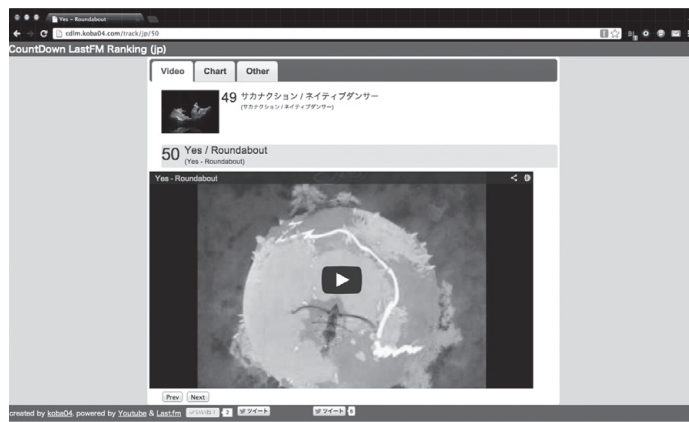 Yes - Roundabout
cdlm.koba04.com/track/jp/50
CountDown LastFM Ranking (jp)
Video Chart Other
49 サカナクション / ネイティブダンサー
(サカナクション / ネイティブダンサー)
50 Yes / Roundabout
(Yes - Roundabout)
Yes - Roundabout
Prev Next
created by koba04. powered by Youtube & Last.fm いいね! 2 ツイート ツイート 6